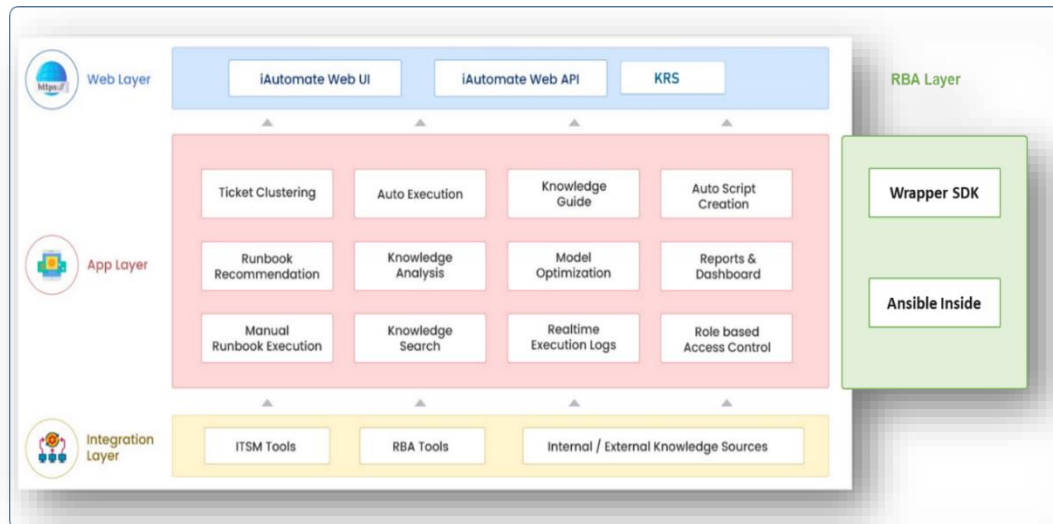 https://
Web Layer
iAutomate Web UI
iAutomate Web API
KRS
RBA Layer
App Layer
Ticket Clustering
Auto Execution
Knowledge
Guide
Auto Script
Creation
Runbook
Recommendation
Knowledge
Analysis
Model
Optimization
Reports &
Dashboard
Manual
Runbook Execution
Knowledge
Search
Realtime
Execution Logs
Role based
Access Control
Wrapper SDK
Ansible Inside
Integration
Layer
ITSM Tools
RBA Tools
Internal / External Knowledge Sources